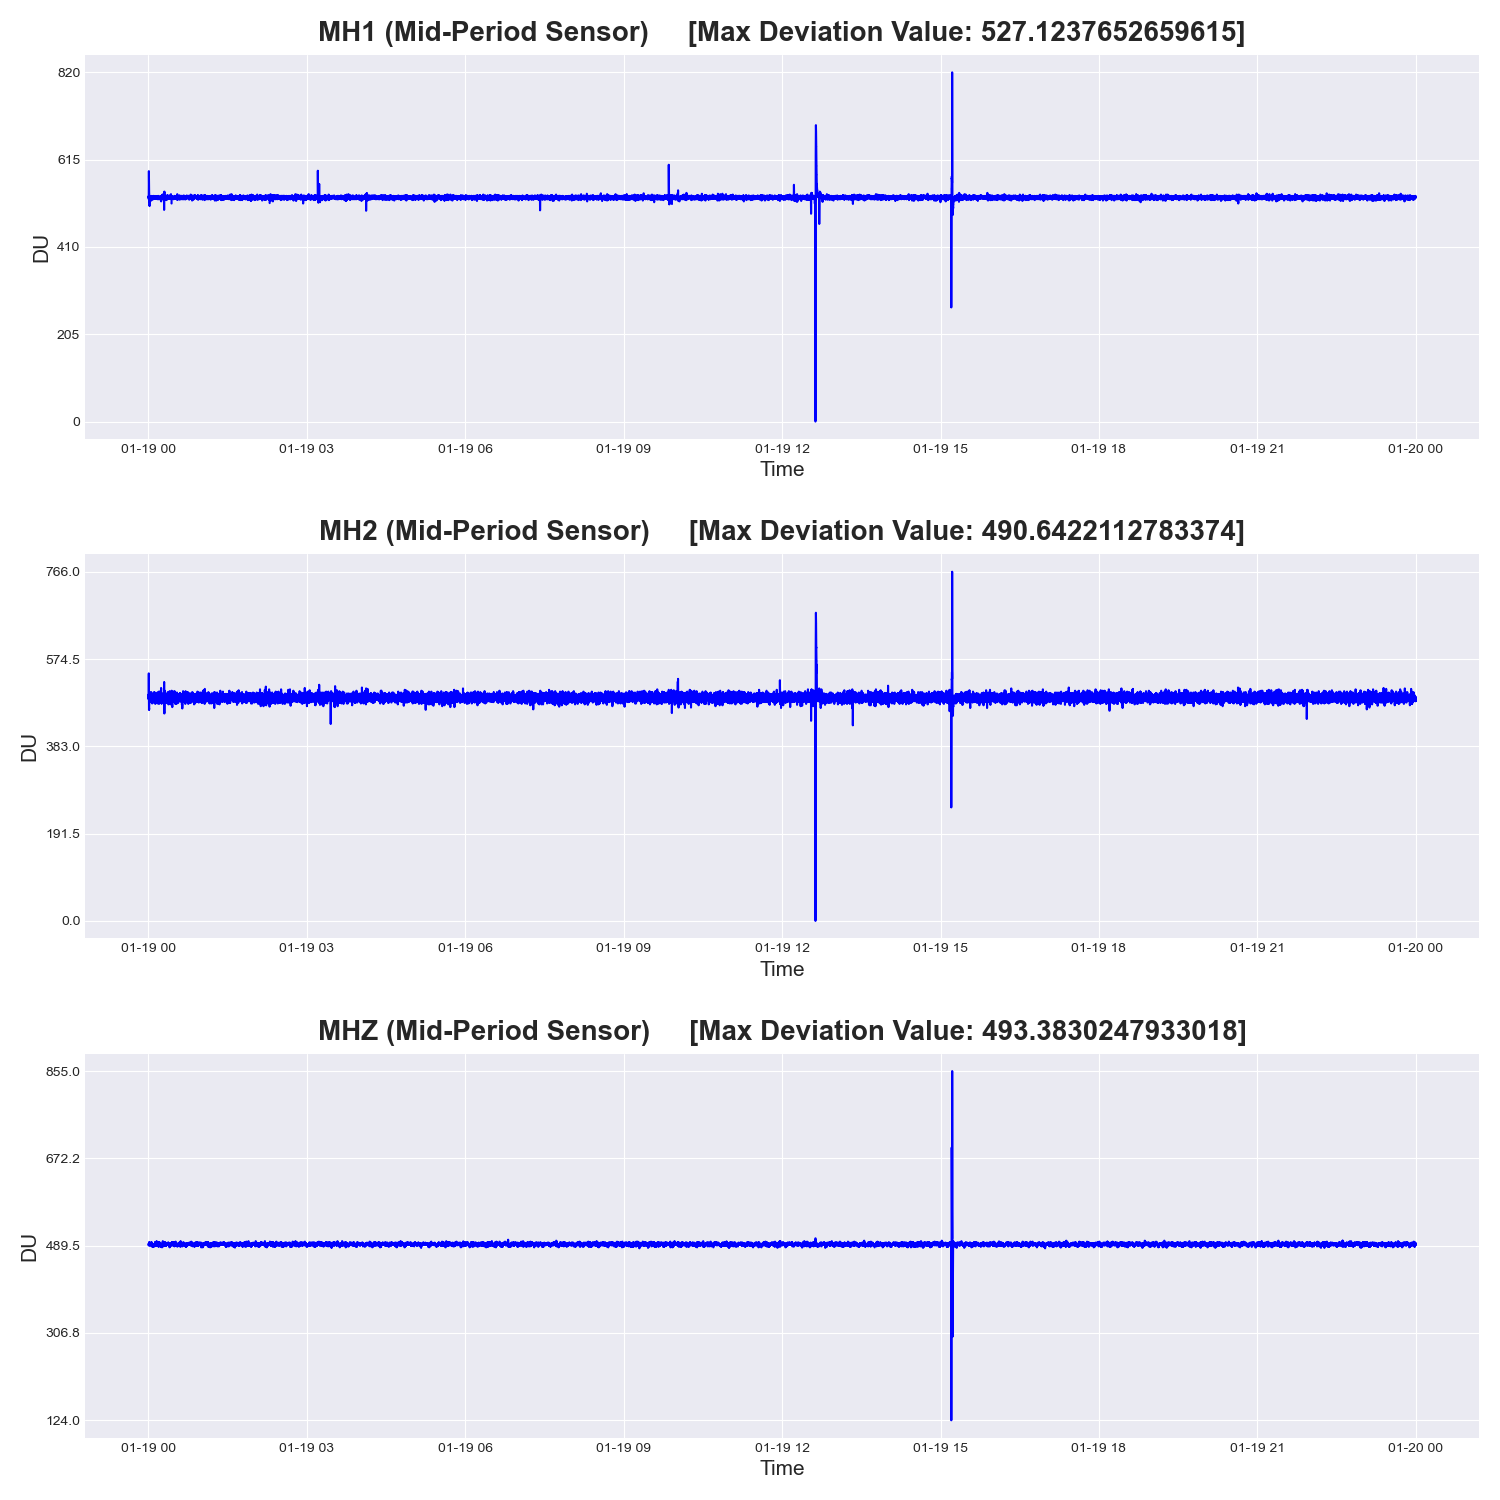 MH1 (Mid-Period Sensor) [Max Deviation Value: 527.1237652659615]
820
615
410
205
0
DU
01-19 00 01-19 03 01-19 06 01-19 09 01-19 12 01-19 15 01-19 18 01-19 21 01-20 00
Time
MH2 (Mid-Period Sensor) [Max Deviation Value: 490.6422112783374]
766.0
574.5
383.0
191.5
0.0
DU
01-19 00 01-19 03 01-19 06 01-19 09 01-19 12 01-19 15 01-19 18 01-19 21 01-20 00
Time
MHZ (Mid-Period Sensor) [Max Deviation Value: 493.3830247933018]
855.0
672.2
489.5
306.8
124.0
DU
01-19 00 01-19 03 01-19 06 01-19 09 01-19 12 01-19 15 01-19 18 01-19 21 01-20 00
Time